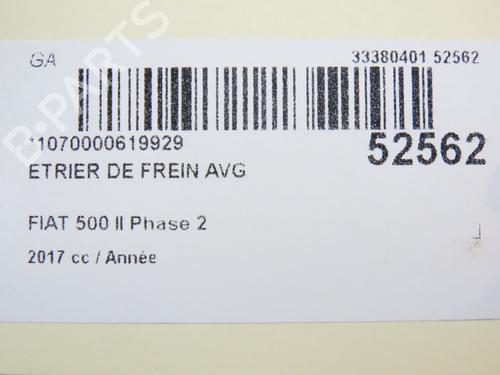 GA 33380401 52562
*1070000619929 52562
ETRIER DE FREIN AVG
FIAT 500 II Phase 2
2017 cc / Année
B-PARTS